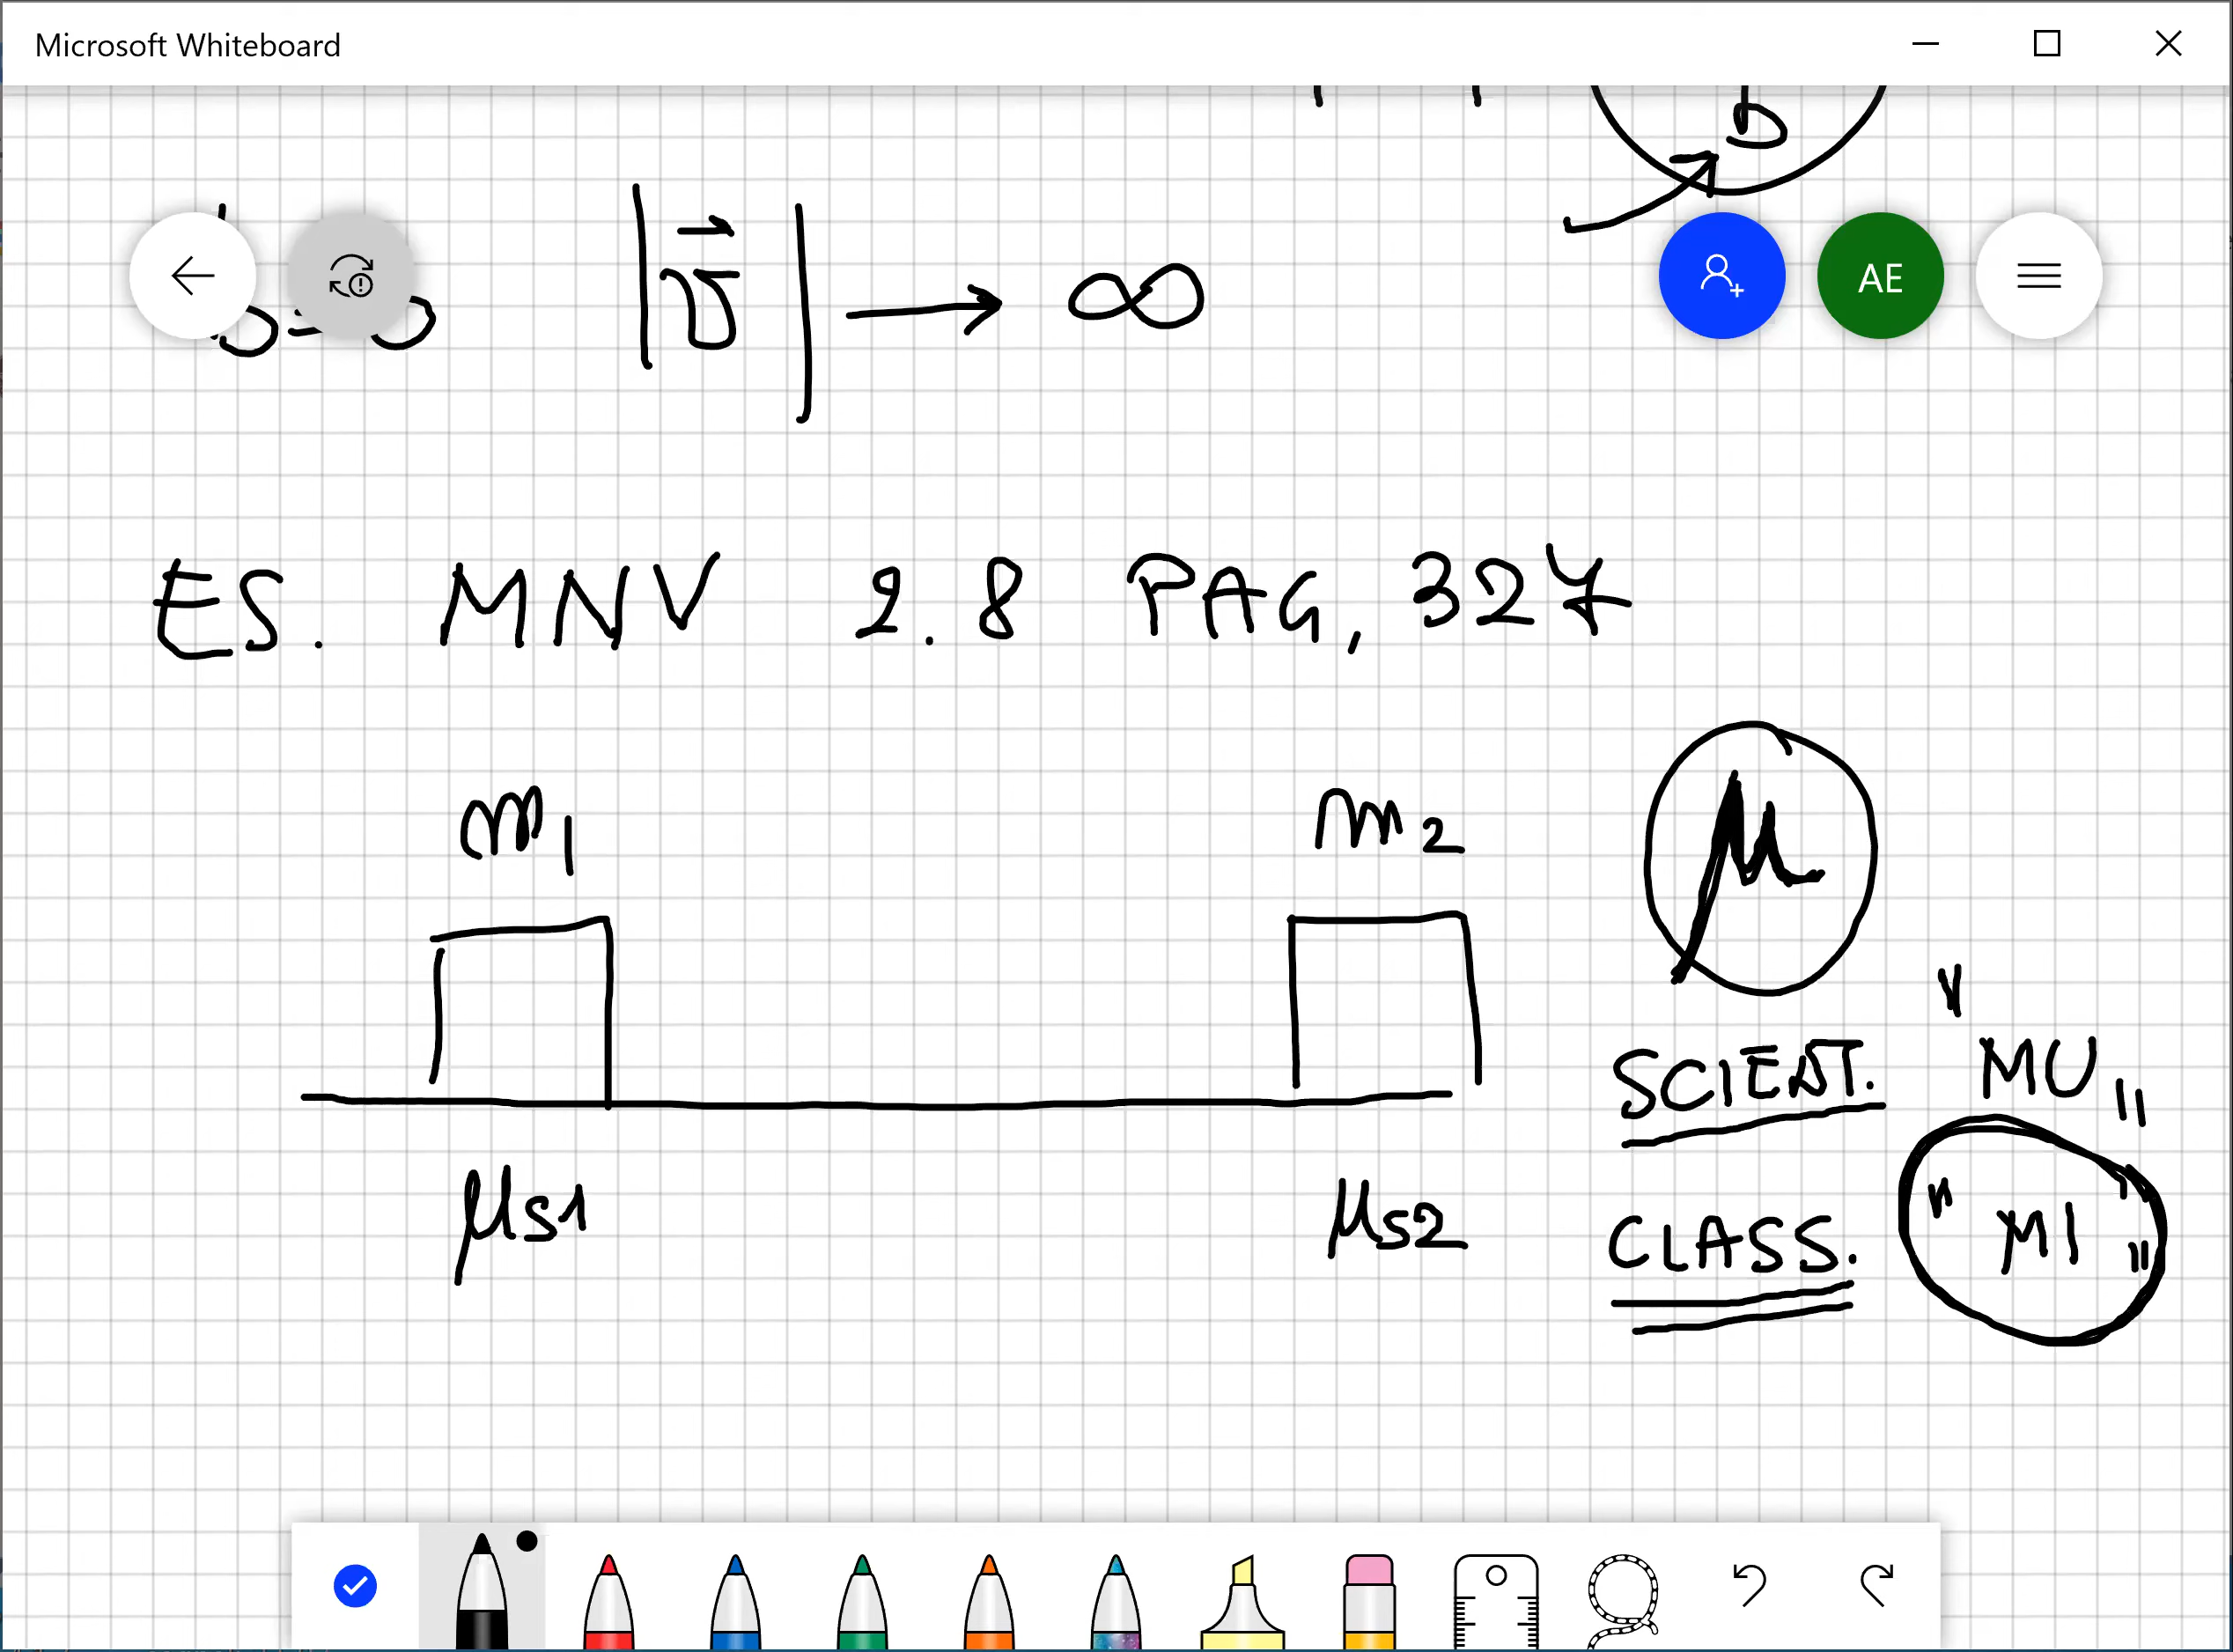 Microsoft Whiteboard
b
AE
|v⃗| → ∞
ES. MNV 2.8 PAG. 327
m1 m2
μ
SCIENT. "MU"
μs1 μs2
CLASS. "MI"